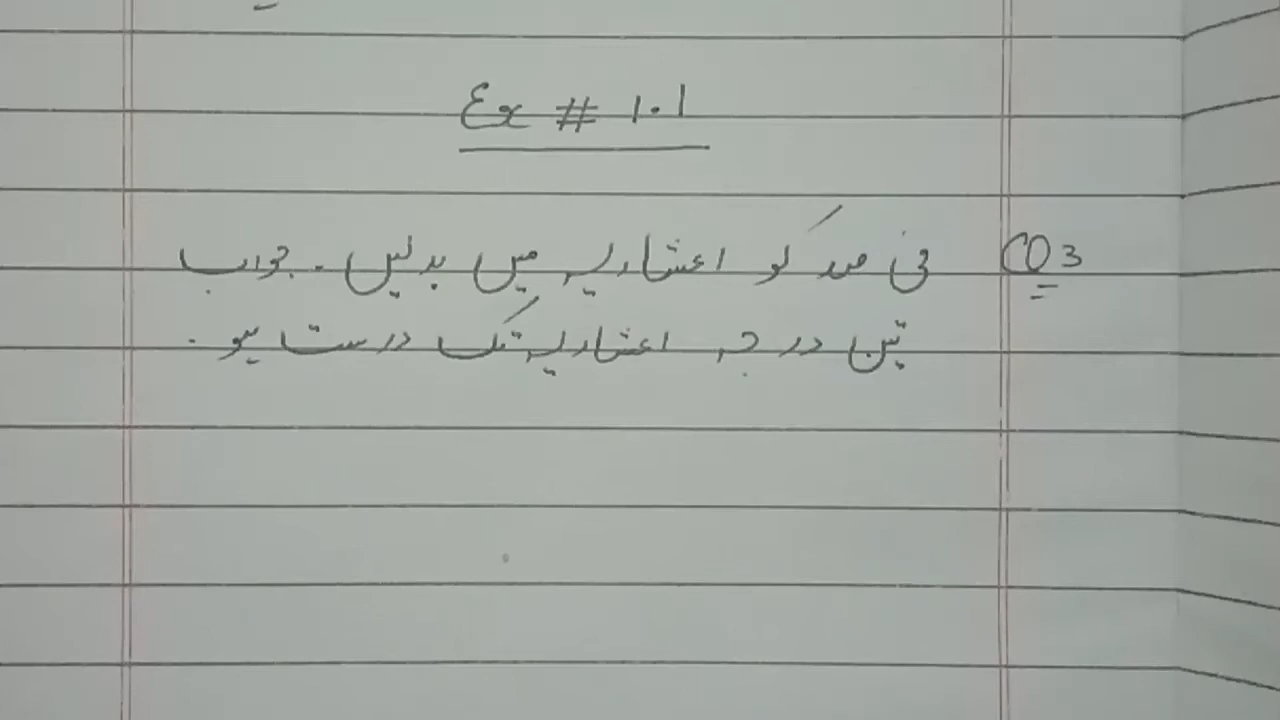 Ex # 1.1
Q3 فی صد کو اعشاریہ میں بدلیں۔ جواب
تین درجہ اعشاریہ تک درست ہو۔